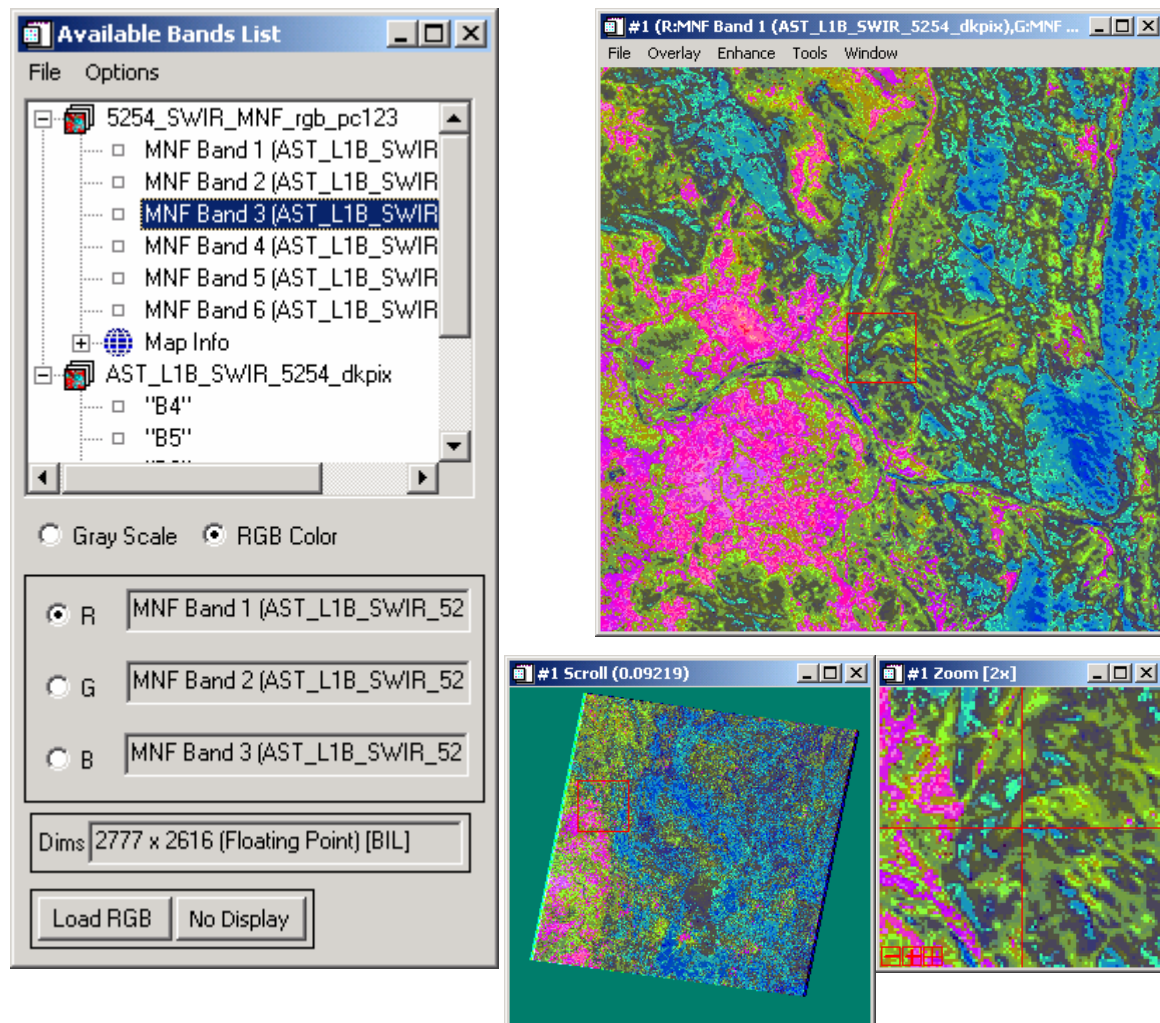 Available Bands List
File Options
5254_SWIR_MNF_rgb_pc123
MNF Band 1 (AST_L1B_SWIR
MNF Band 2 (AST_L1B_SWIR
MNF Band 3 (AST_L1B_SWIR
MNF Band 4 (AST_L1B_SWIR
MNF Band 5 (AST_L1B_SWIR
MNF Band 6 (AST_L1B_SWIR
Map Info
AST_L1B_SWIR_5254_dkpix
"B4"
"B5"
Gray Scale RGB Color
R MNF Band 1 (AST_L1B_SWIR_52
G MNF Band 2 (AST_L1B_SWIR_52
B MNF Band 3 (AST_L1B_SWIR_52
Dims 2777 x 2616 (Floating Point) [BIL]
Load RGB No Display
#1 (R:MNF Band 1 (AST_L1B_SWIR_5254_dkpix),G:MNF ...
File Overlay Enhance Tools Window
#1 Scroll (0.09219)
#1 Zoom [2x]